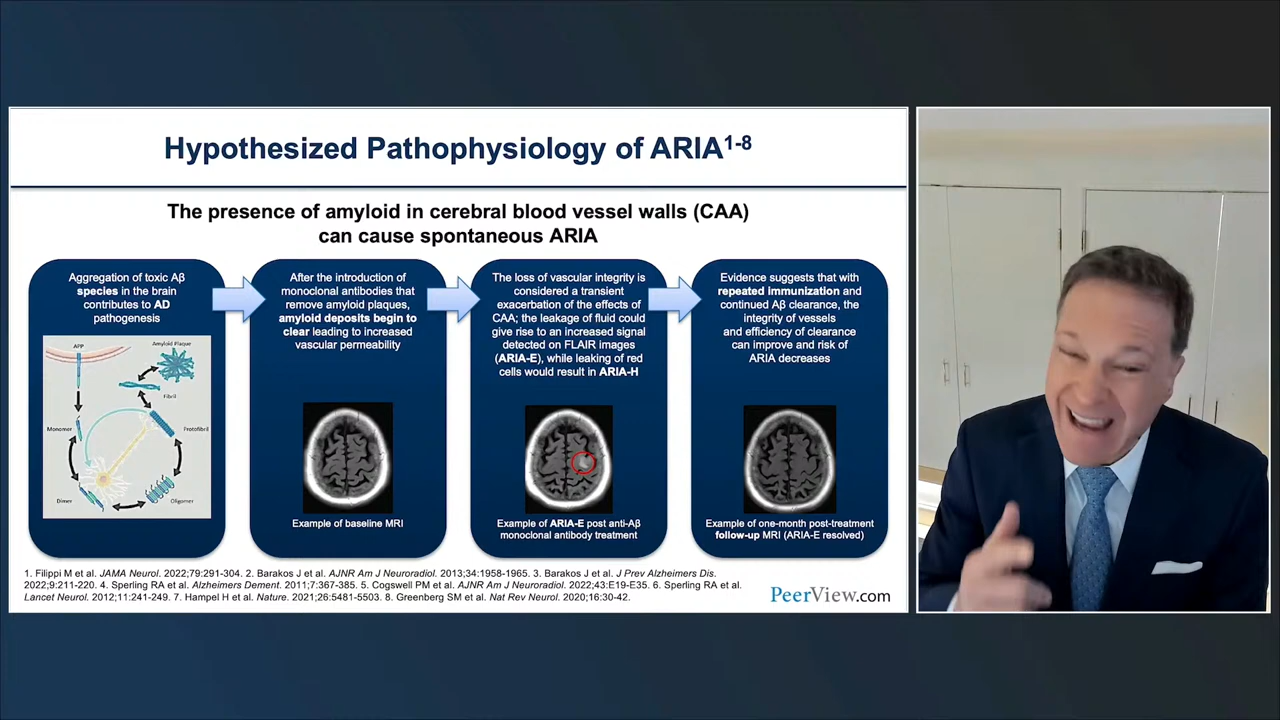 Hypothesized Pathophysiology of ARIA1-8
The presence of amyloid in cerebral blood vessel walls (CAA)
can cause spontaneous ARIA
Aggregation of toxic Aβ
species in the brain
contributes to AD
pathogenesis
APP
Amyloid Plaque
Fibril
Monomer
Protofibril
Dimer
Oligomer
After the introduction of
monoclonal antibodies that
remove amyloid plaques,
amyloid deposits begin to
clear leading to increased
vascular permeability
Example of baseline MRI
The loss of vascular integrity is
considered a transient
exacerbation of the effects of
CAA; the leakage of fluid could
give rise to an increased signal
detected on FLAIR images
(ARIA-E), while leaking of red
cells would result in ARIA-H
Example of ARIA-E post anti-Aβ
monoclonal antibody treatment
Evidence suggests that with
repeated immunization and
continued Aβ clearance, the
integrity of vessels
and efficiency of clearance
can improve and risk of
ARIA decreases
Example of one-month post-treatment
follow-up MRI (ARIA-E resolved)
1. Filippi M et al. JAMA Neurol. 2022;79:291-304. 2. Barakos J et al. AJNR Am J Neuroradiol. 2013;34:1958-1965. 3. Barakos J et al. J Prev Alzheimers Dis.
2022;9:211-220. 4. Sperling RA et al. Alzheimers Dement. 2011;7:367-385. 5. Cogswell PM et al. AJNR Am J Neuroradiol. 2022;43:E19-E35. 6. Sperling RA et al.
Lancet Neurol. 2012;11:241-249. 7. Hampel H et al. Nature. 2021;26:5481-5503. 8. Greenberg SM et al. Nat Rev Neurol. 2020;16:30-42.
PeerView.com